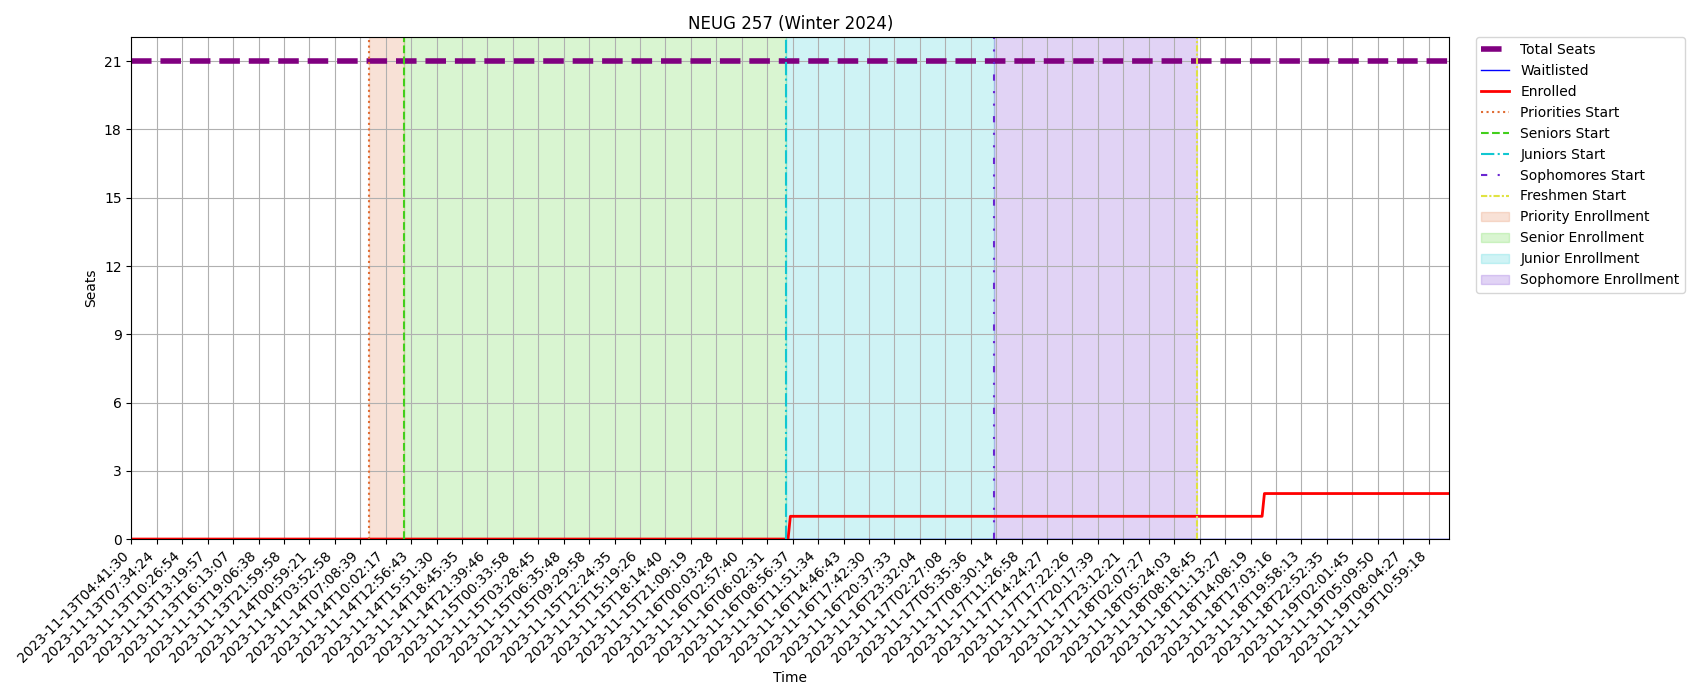 NEUG 257 (Winter 2024)
Seats
21
18
15
12
9
6
3
0
2023-11-13T04:41:30
2023-11-13T07:34:24
2023-11-13T10:26:54
2023-11-13T13:19:57
2023-11-13T16:13:07
2023-11-13T19:06:38
2023-11-13T21:59:58
2023-11-14T00:59:21
2023-11-14T03:52:58
2023-11-14T07:08:39
2023-11-14T10:02:17
2023-11-14T12:56:43
2023-11-14T15:51:30
2023-11-14T18:45:35
2023-11-14T21:39:46
2023-11-15T00:33:58
2023-11-15T03:28:45
2023-11-15T06:35:48
2023-11-15T09:29:58
2023-11-15T12:24:35
2023-11-15T15:19:26
2023-11-15T18:14:40
2023-11-15T21:09:19
2023-11-16T00:03:28
2023-11-16T02:57:40
2023-11-16T06:02:31
2023-11-16T08:56:37
2023-11-16T11:51:34
2023-11-16T14:46:43
2023-11-16T17:42:30
2023-11-16T20:37:33
2023-11-16T23:32:04
2023-11-17T02:27:08
2023-11-17T05:35:36
2023-11-17T08:30:14
2023-11-17T11:26:58
2023-11-17T14:24:27
2023-11-17T17:22:26
2023-11-17T20:17:39
2023-11-17T23:12:21
2023-11-18T02:07:27
2023-11-18T05:24:03
2023-11-18T08:18:45
2023-11-18T11:13:27
2023-11-18T14:08:19
2023-11-18T17:03:16
2023-11-18T19:58:13
2023-11-18T22:52:35
2023-11-19T02:01:45
2023-11-19T05:09:50
2023-11-19T08:04:27
2023-11-19T10:59:18
Time
Total Seats
Waitlisted
Enrolled
Priorities Start
Seniors Start
Juniors Start
Sophomores Start
Freshmen Start
Priority Enrollment
Senior Enrollment
Junior Enrollment
Sophomore Enrollment